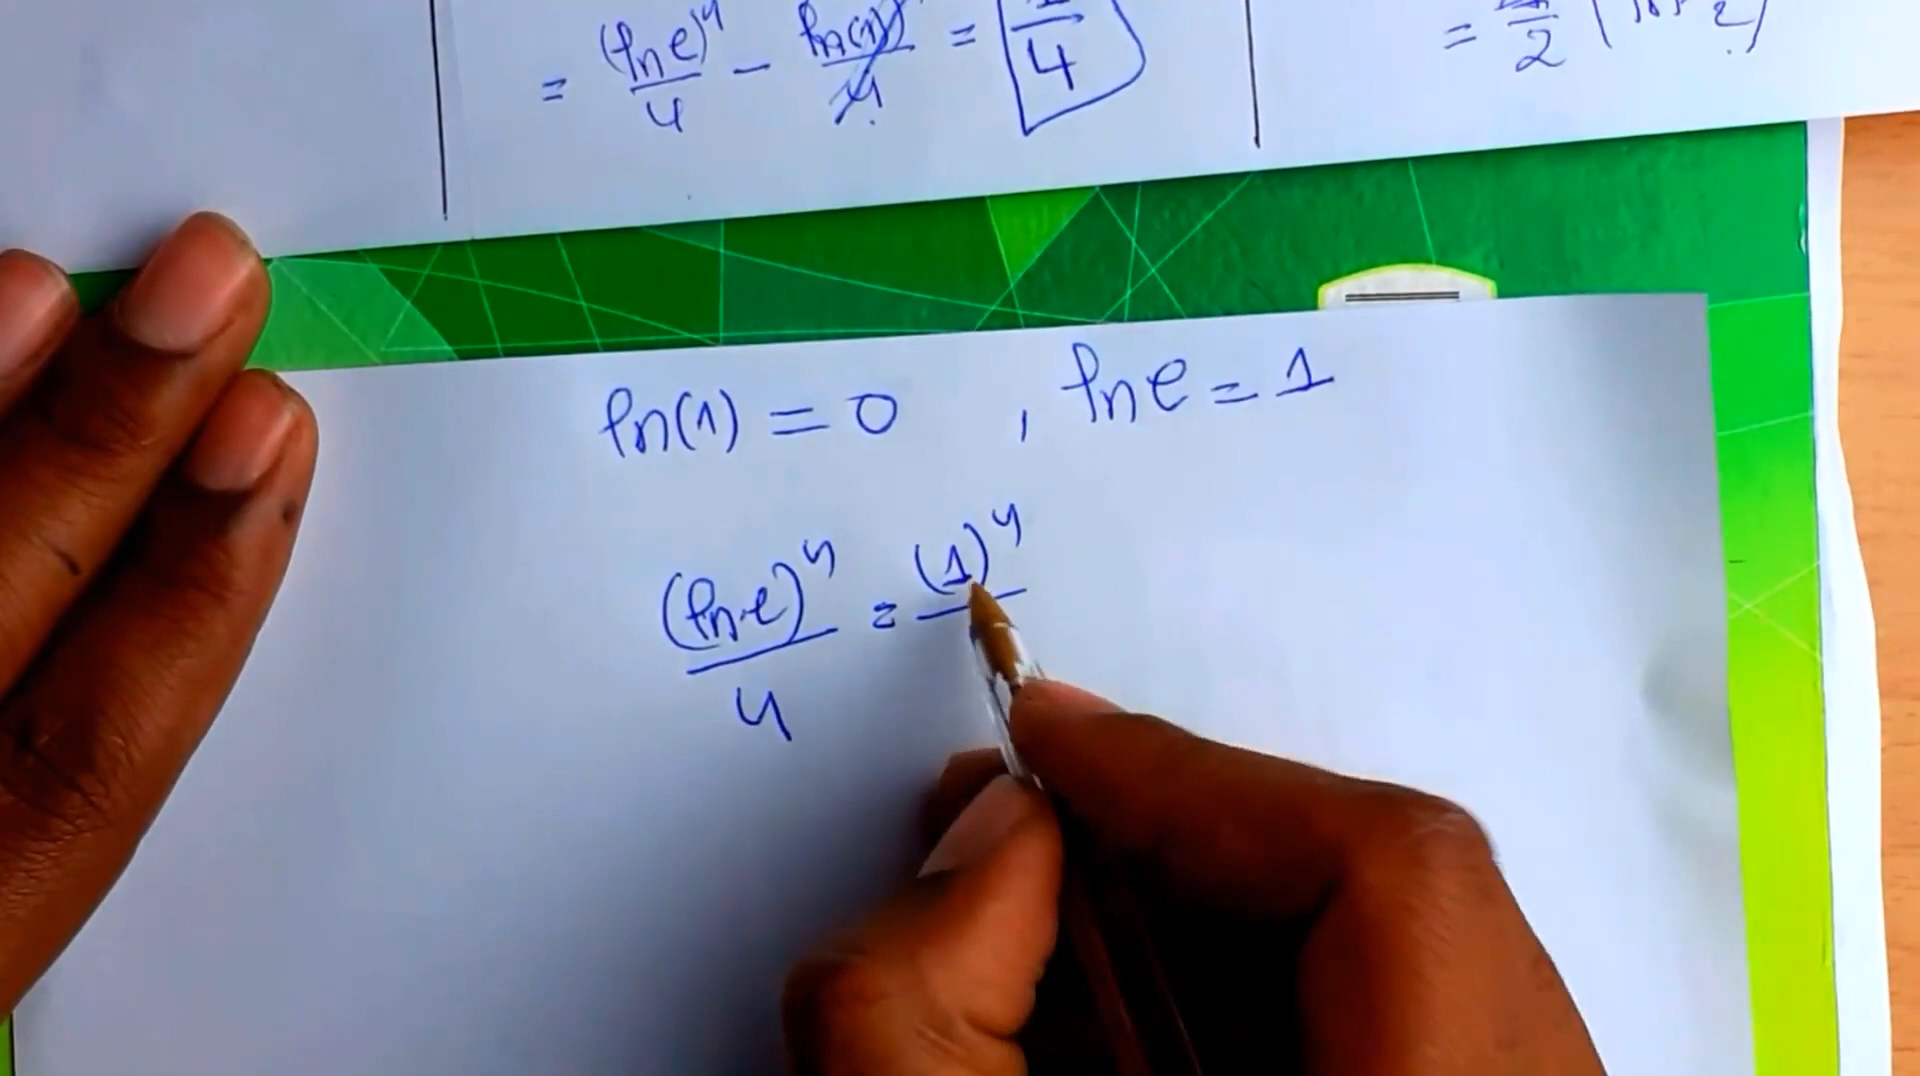 = (ln e)^4/4 - ln(1)/4 = 1/4
= /2 (
ln(1) = 0 , ln e = 1
(ln e)^4/4 = (1)^4/